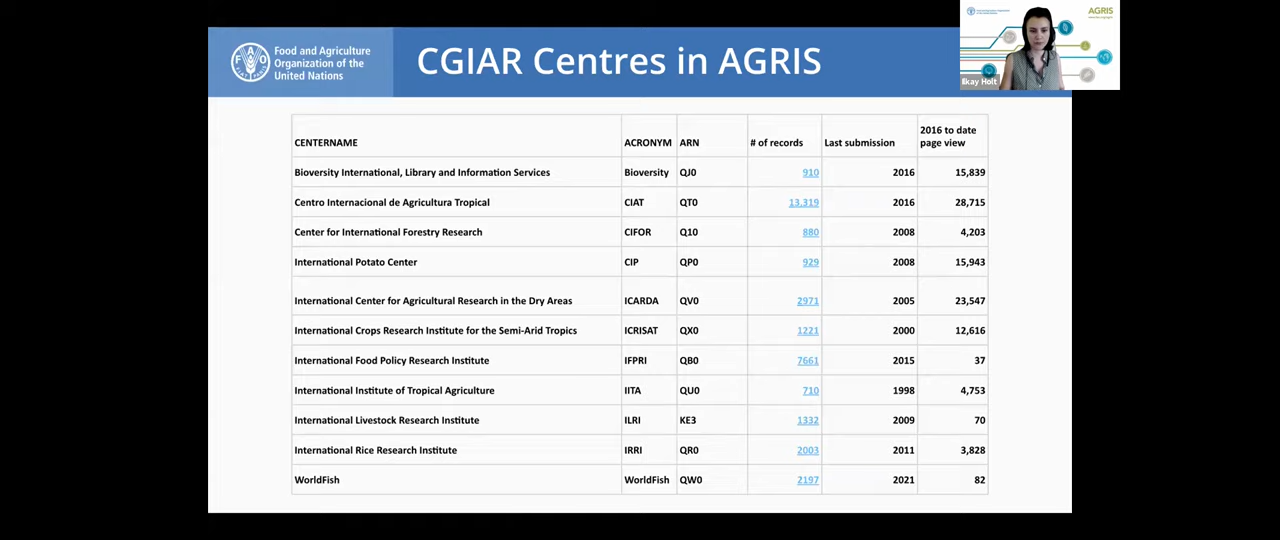 AGRIS
Ilkay Holt
Food and Agriculture
Organization of the
United Nations
CGIAR Centres in AGRIS
CENTERNAME ACRONYM ARN # of records Last submission 2016 to date page view
Bioversity International, Library and Information Services Bioversity QJ0 910 2016 15,839
Centro Internacional de Agricultura Tropical CIAT QT0 13.319 2016 28,715
Center for International Forestry Research CIFOR Q10 880 2008 4,203
International Potato Center CIP QP0 929 2008 15,943
International Center for Agricultural Research in the Dry Areas ICARDA QV0 2971 2005 23,547
International Crops Research Institute for the Semi-Arid Tropics ICRISAT QX0 1221 2000 12,616
International Food Policy Research Institute IFPRI QB0 7661 2015 37
International Institute of Tropical Agriculture IITA QU0 710 1998 4,753
International Livestock Research Institute ILRI KE3 1332 2009 70
International Rice Research Institute IRRI QR0 2003 2011 3,828
WorldFish WorldFish QW0 2197 2021 82